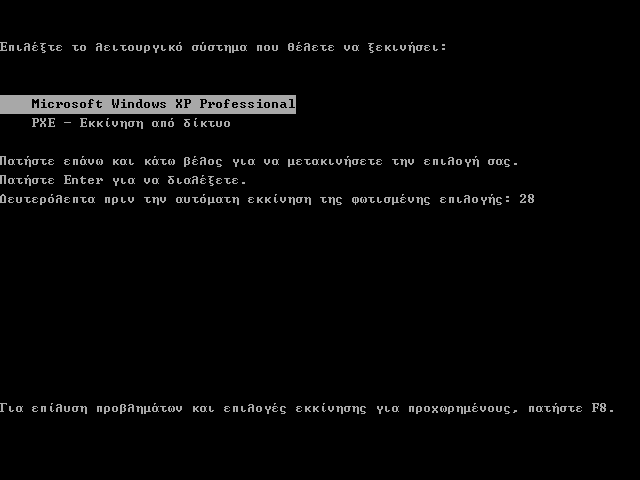 Επιλέξτε το λειτουργικό σύστημα που θέλετε να ξεκινήσει:
Microsoft Windows XP Professional
PXE - Εκκίνηση από δίκτυο
Πατήστε επάνω και κάτω βέλος για να μετακινήσετε την επιλογή σας.
Πατήστε Enter για να διαλέξετε.
Δευτερόλεπτα πριν την αυτόματη εκκίνηση της φωτισμένης επιλογής: 28
Για επίλυση προβλημάτων και επιλογές εκκίνησης για προχωρημένους, πατήστε F8.